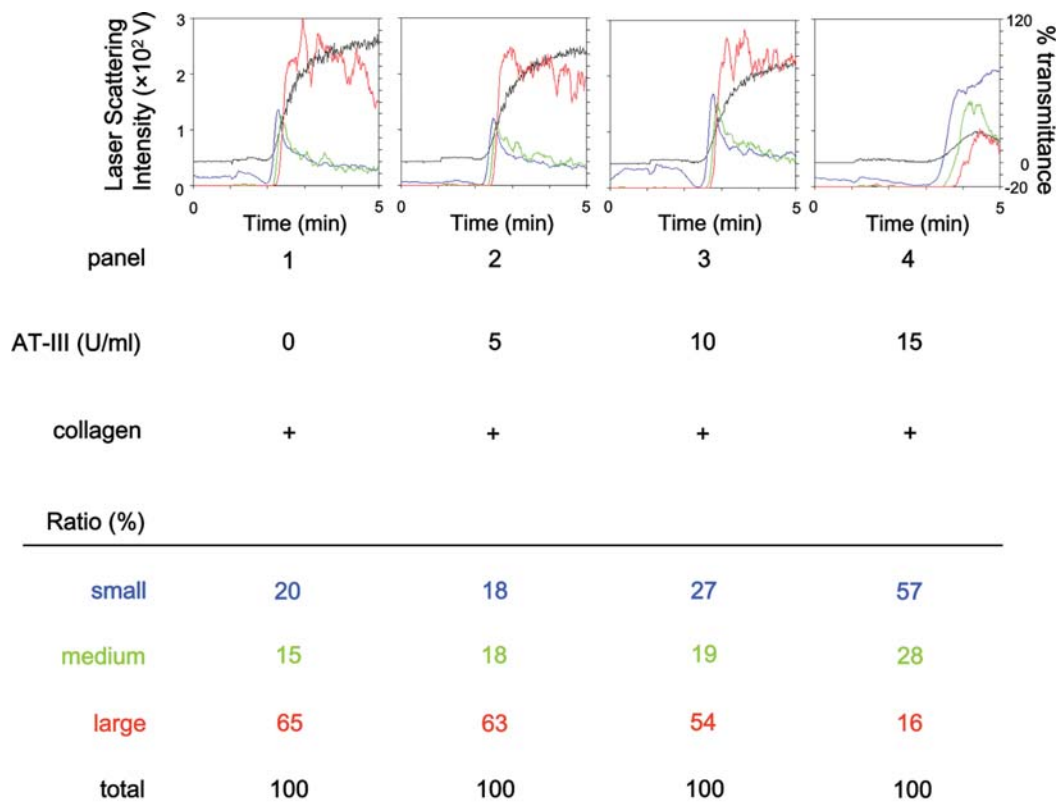 Laser Scattering
Intensity (×10² V)
3
2
1
0
0 5
Time (min)
0 5
Time (min)
0 5
Time (min)
0 5
Time (min)
120
0
-20
% transmittance
panel 1 2 3 4
AT-III (U/ml) 0 5 10 15
collagen + + + +
Ratio (%)
small 20 18 27 57
medium 15 18 19 28
large 65 63 54 16
total 100 100 100 100